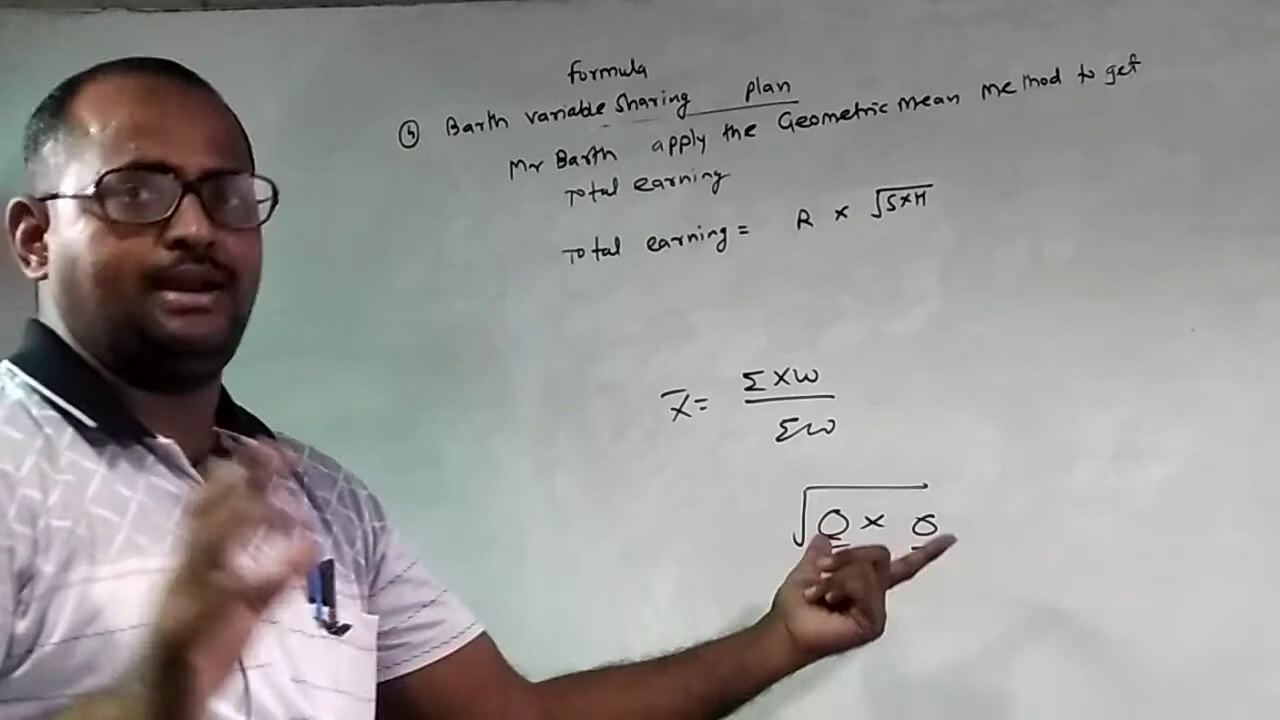 formula
(4) Barth variable Sharing plan
Mr Barth apply the Geometric mean method to get
Total earning
Total earning = R × √S×H
x̄ = ΣXW / ΣW
√O × O